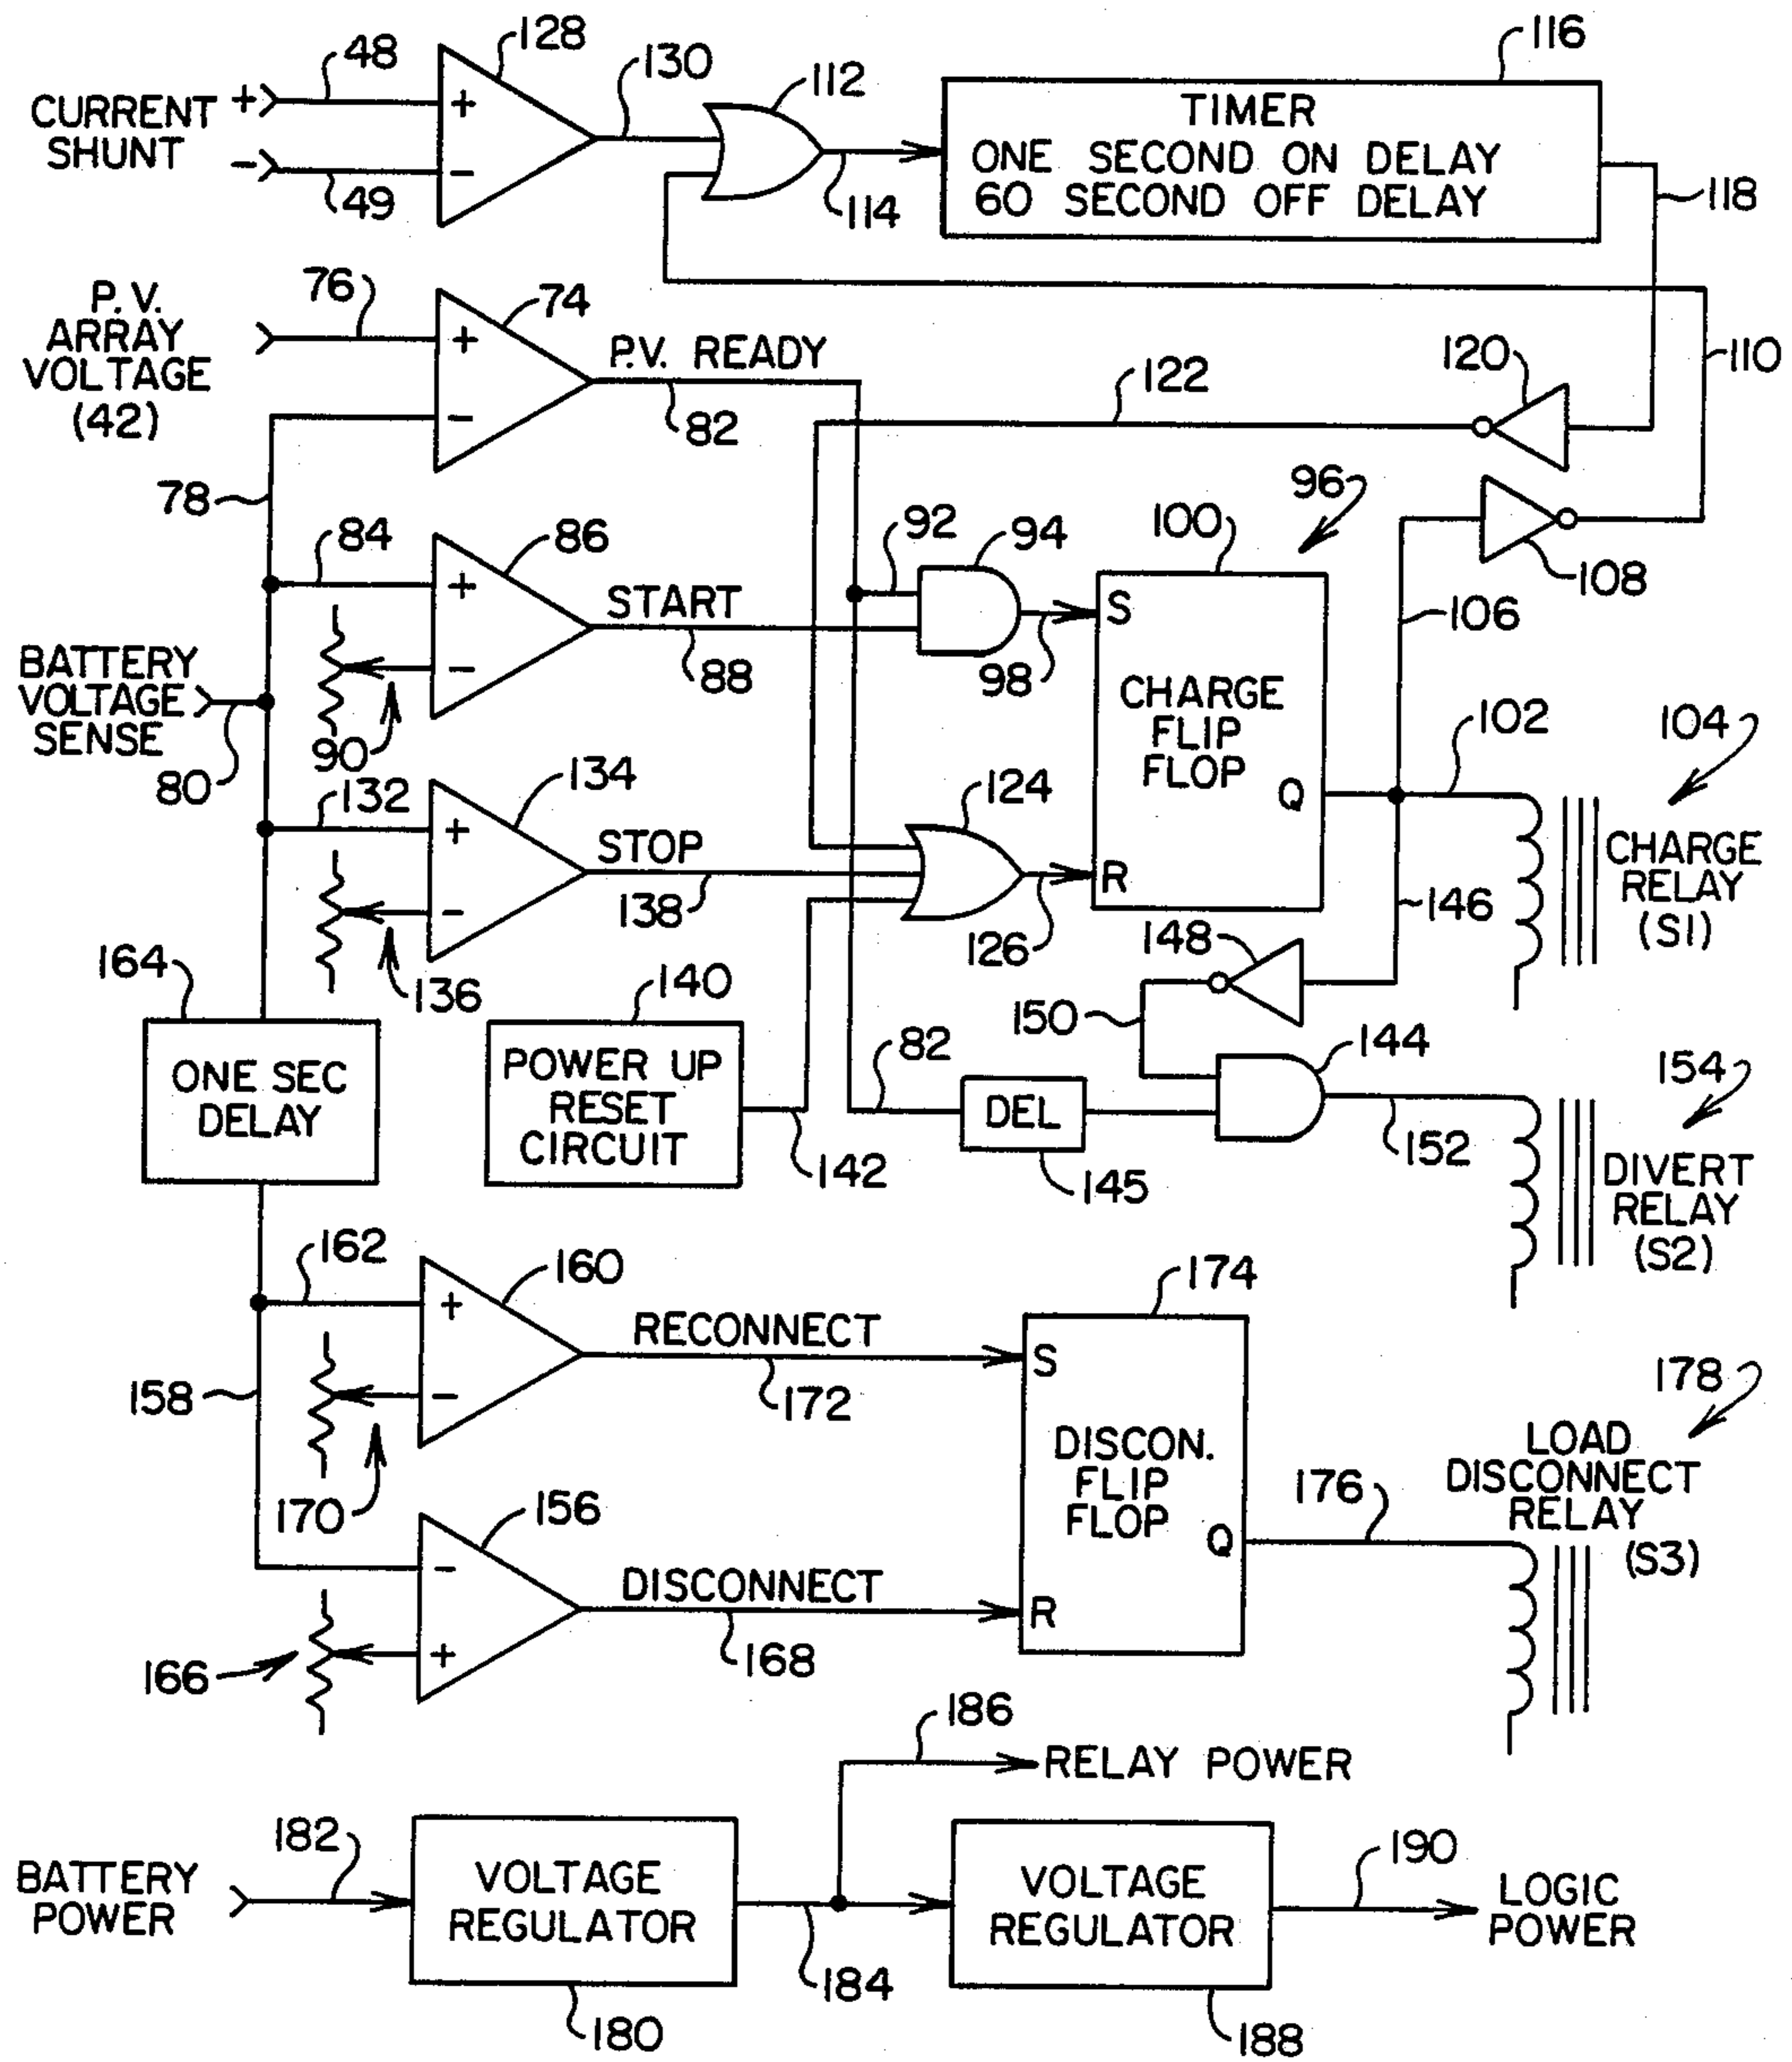 128
48
130
112
116
CURRENT
SHUNT
+
-
+
-
49
114
TIMER
ONE SECOND ON DELAY
60 SECOND OFF DELAY
118
P.V.
ARRAY
VOLTAGE
(42)
76
74
+
-
P.V. READY
82
122
120
110
78
84
86
+
-
START
88
92
94
98
100
96
108
106
S
CHARGE
FLIP
FLOP
Q
R
BATTERY
VOLTAGE
SENSE
80
90
102
104
CHARGE
RELAY
(S1)
132
134
+
-
STOP
138
124
126
136
146
148
164
ONE SEC
DELAY
140
POWER UP
RESET
CIRCUIT
142
82
DEL
145
150
144
152
154
DIVERT
RELAY
(S2)
162
160
+
-
RECONNECT
172
174
158
170
S
DISCON.
FLIP
FLOP
Q
R
156
-
+
DISCONNECT
168
166
176
178
LOAD
DISCONNECT
RELAY
(S3)
186
RELAY POWER
BATTERY
POWER
182
VOLTAGE
REGULATOR
180
184
VOLTAGE
REGULATOR
188
190
LOGIC
POWER